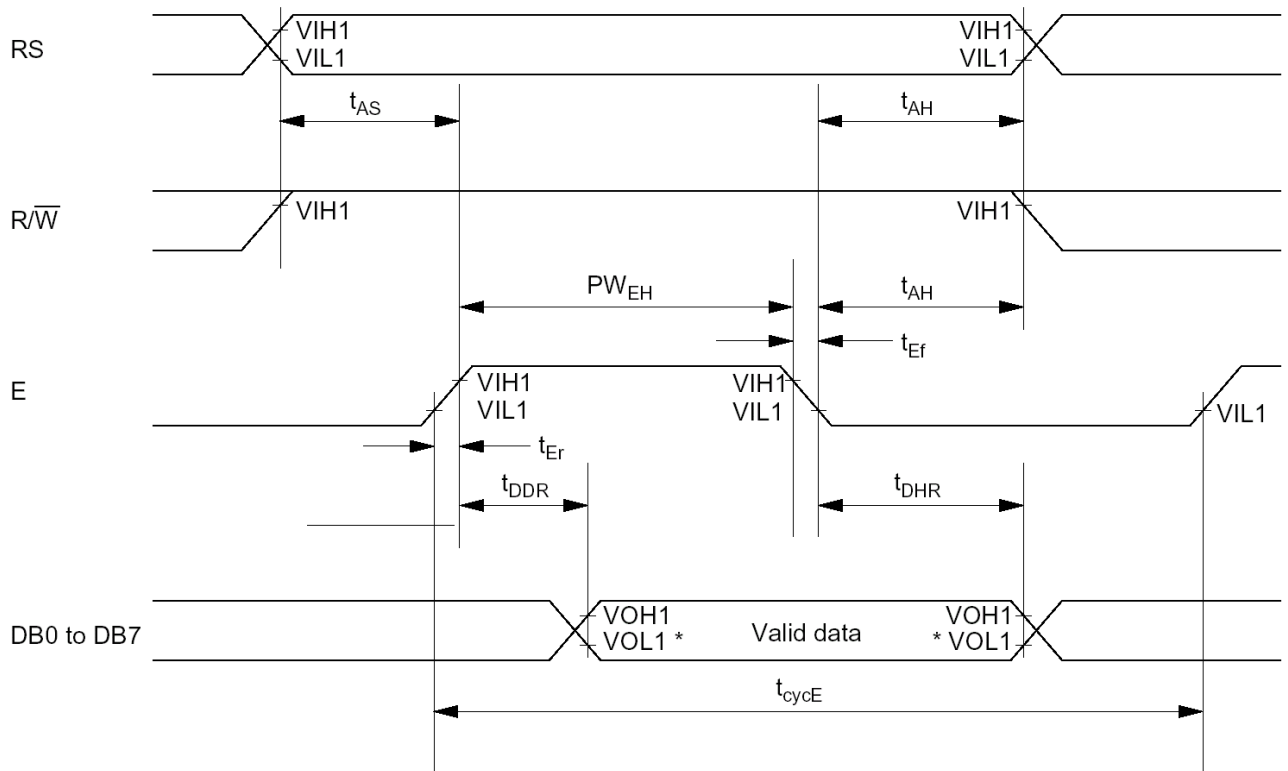 RS
VIH1
VIL1
VIH1
VIL1
tAS
tAH
R/W̅
VIH1
VIH1
PWEH
tAH
tEf
E
VIH1
VIL1
VIH1
VIL1
VIL1
tEr
tDDR
tDHR
DB0 to DB7
VOH1
VOL1 *
Valid data
VOH1
* VOL1
tcycE